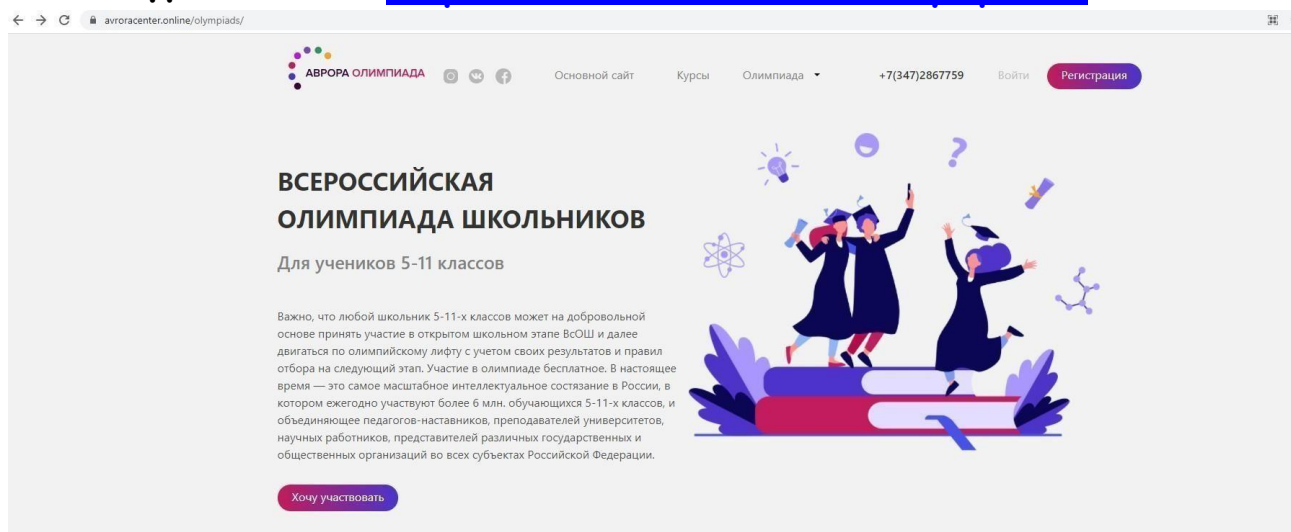 avroracenter.online/olympiads/
АВРОРА ОЛИМПИАДА
Основной сайт
Курсы
Олимпиада
+7(347)2867759
Войти
Регистрация
ВСЕРОССИЙСКАЯ
ОЛИМПИАДА ШКОЛЬНИКОВ
Для учеников 5-11 классов
Важно, что любой школьник 5-11-х классов может на добровольной
основе принять участие в открытом школьном этапе ВсОШ и далее
двигаться по олимпийскому лифту с учетом своих результатов и правил
отбора на следующий этап. Участие в олимпиаде бесплатное. В настоящее
время — это самое масштабное интеллектуальное состязание в России, в
котором ежегодно участвуют более 6 млн. обучающихся 5-11-х классов, и
объединяющее педагогов-наставников, преподавателей университетов,
научных работников, представителей различных государственных и
общественных организаций во всех субъектах Российской Федерации.
Хочу участвовать